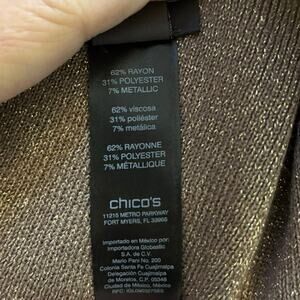 62% RAYON
31% POLYESTER
7% METALLIC
62% viscosa
31% poliéster
7% metálica
62% RAYONNE
31% POLYESTER
7% MÉTALLIQUE
chico's
11215 METRO PARKWAY
FORT MYERS, FL 33966
Importado en México por:
Importadora Globastic
S.A. de C.V.
Mario Pani No. 200
Colonia Santa Fe Cuajimalpa
Delegación Cuajimalpa
de Morelos, C.P. 05348
Ciudad de México, México
RFC: